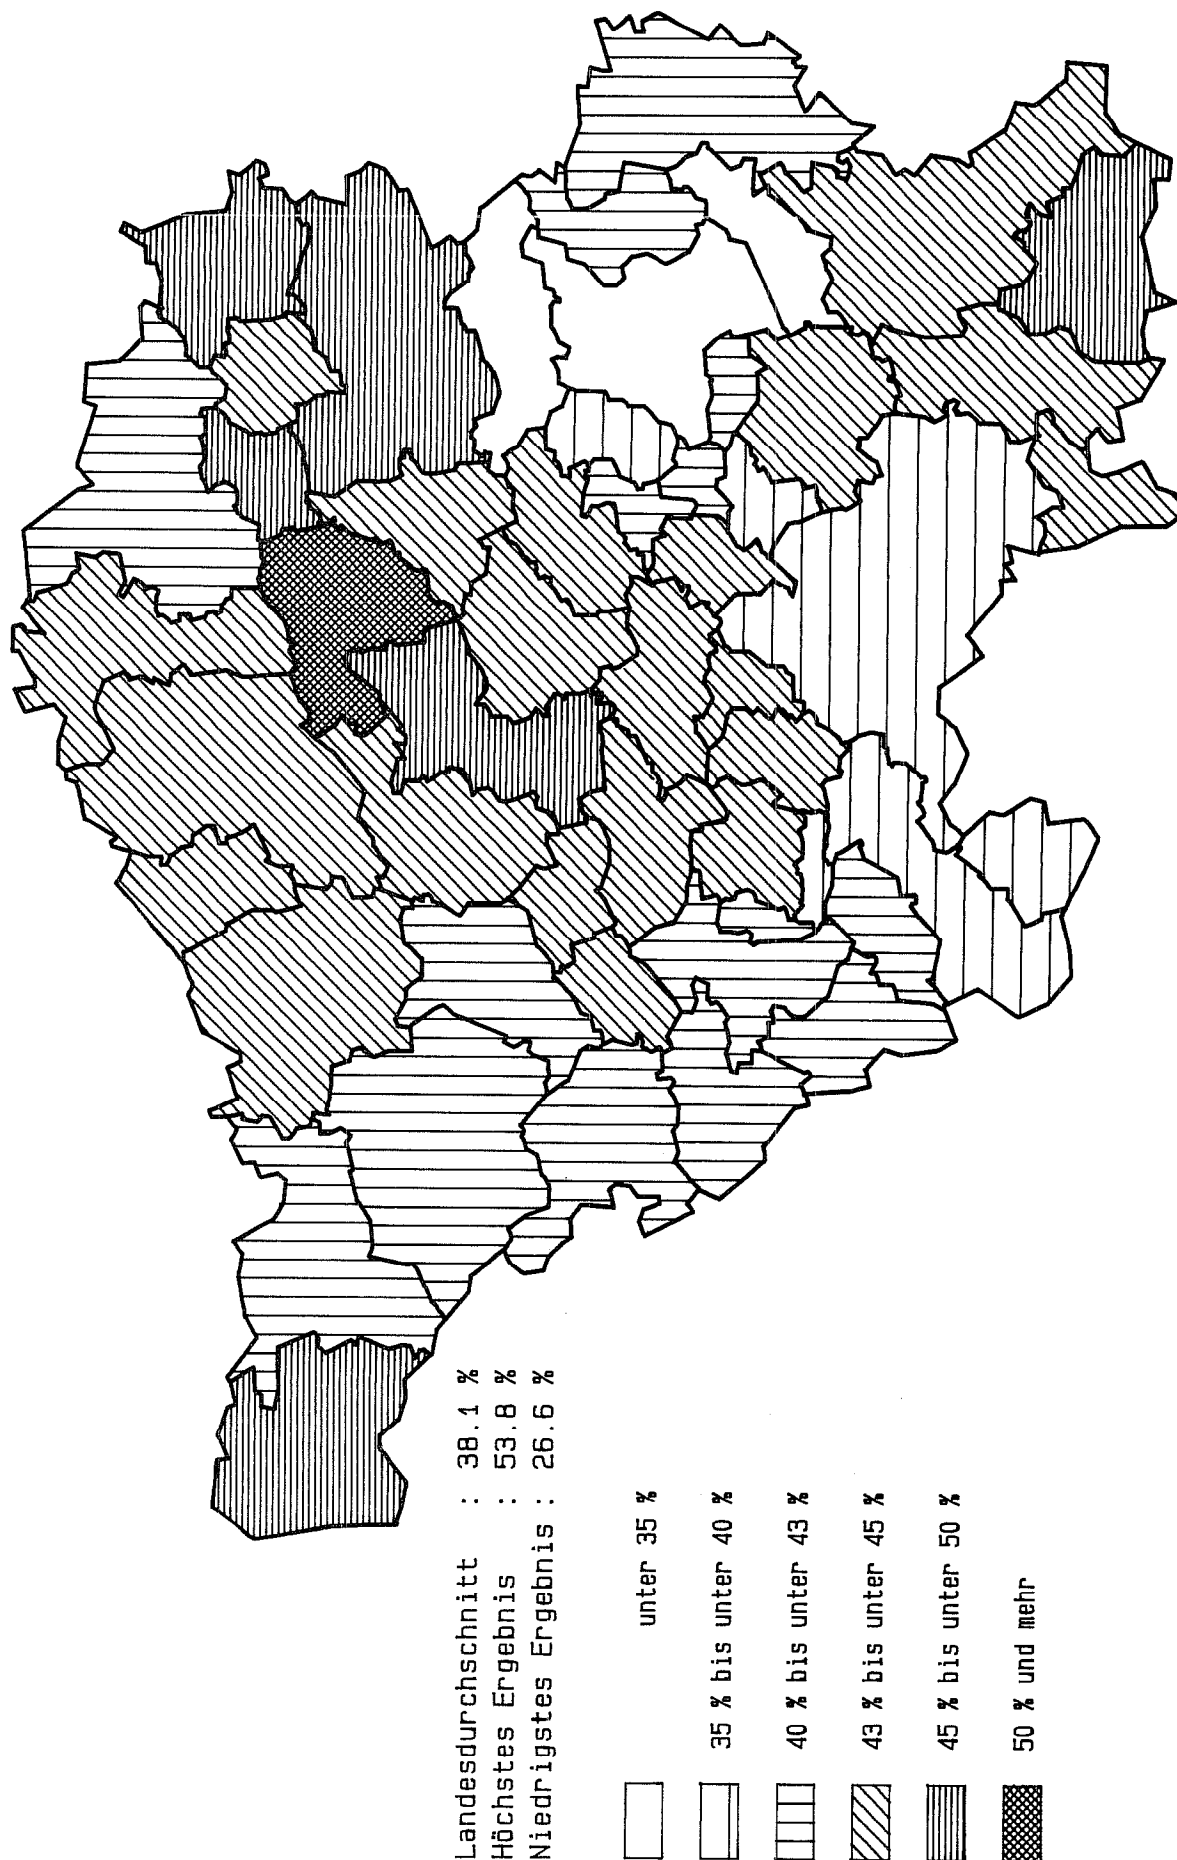 Landesdurchschnitt : 38.1 %
Höchstes Ergebnis : 53.8 %
Niedrigstes Ergebnis : 26.6 %
unter 35 %
35 % bis unter 40 %
40 % bis unter 43 %
43 % bis unter 45 %
45 % bis unter 50 %
50 % und mehr